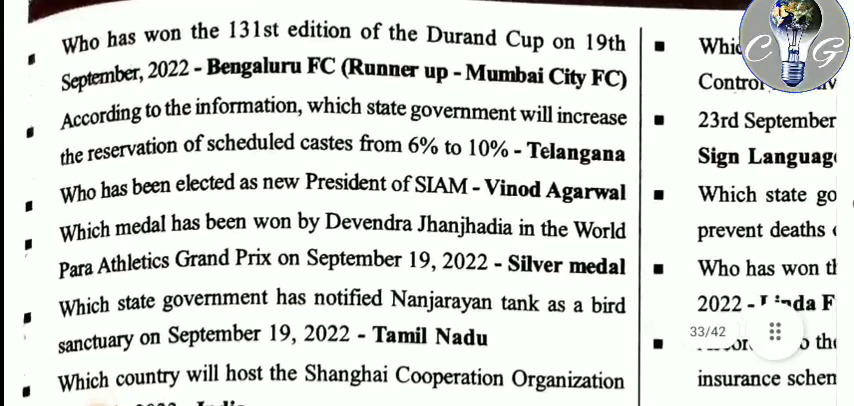 Who has won the 131st edition of the Durand Cup on 19th
September, 2022 - Bengaluru FC (Runner up - Mumbai City FC)
According to the information, which state government will increase
the reservation of scheduled castes from 6% to 10% - Telangana
Who has been elected as new President of SIAM - Vinod Agarwal
Which medal has been won by Devendra Jhanjhadia in the World
Para Athletics Grand Prix on September 19, 2022 - Silver medal
Which state government has notified Nanjarayan tank as a bird
sanctuary on September 19, 2022 - Tamil Nadu
Which country will host the Shanghai Cooperation Organization
C G
23rd September
Sign Language
Which state go
prevent deaths
Who has won th
2022 -
33/42
insurance schem